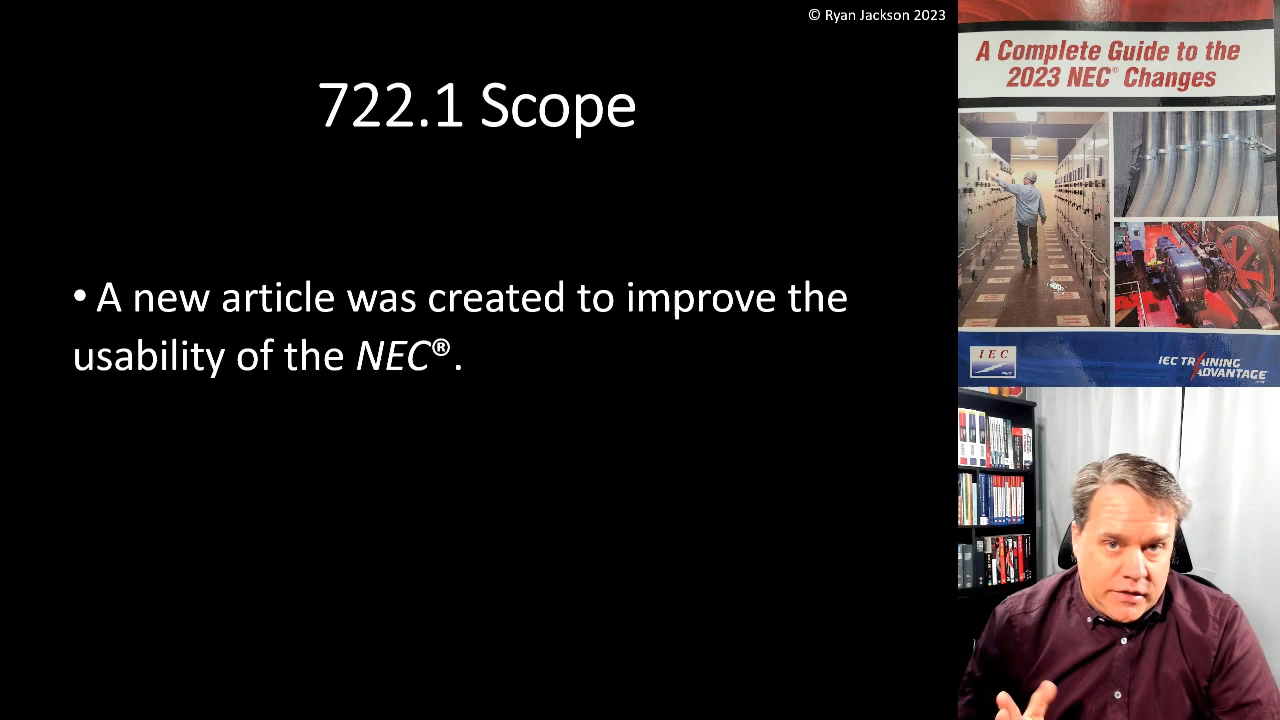 © Ryan Jackson 2023
722.1 Scope
• A new article was created to improve the
usability of the NEC®.
A Complete Guide to the
2023 NEC® Changes
IEC
IEC TRAINING
ADVANTAGE